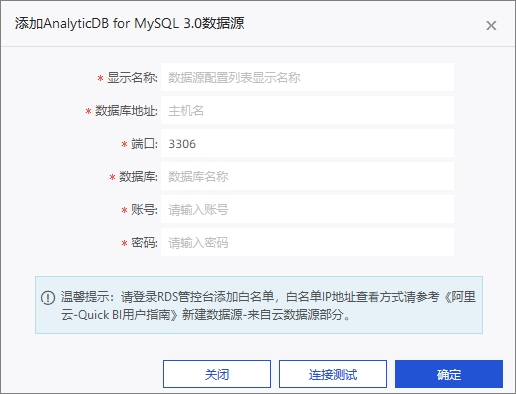 添加AnalyticDB for MySQL 3.0数据源
* 显示名称: 数据源配置列表显示名称
* 数据库地址: 主机名
* 端口: 3306
* 数据库: 数据库名称
* 账号: 请输入账号
* 密码: 请输入密码
温馨提示：请登录RDS管控台添加白名单，白名单IP地址查看方式请参考《阿里
云-Quick BI用户指南》新建数据源-来自云数据源部分。
关闭 连接测试 确定